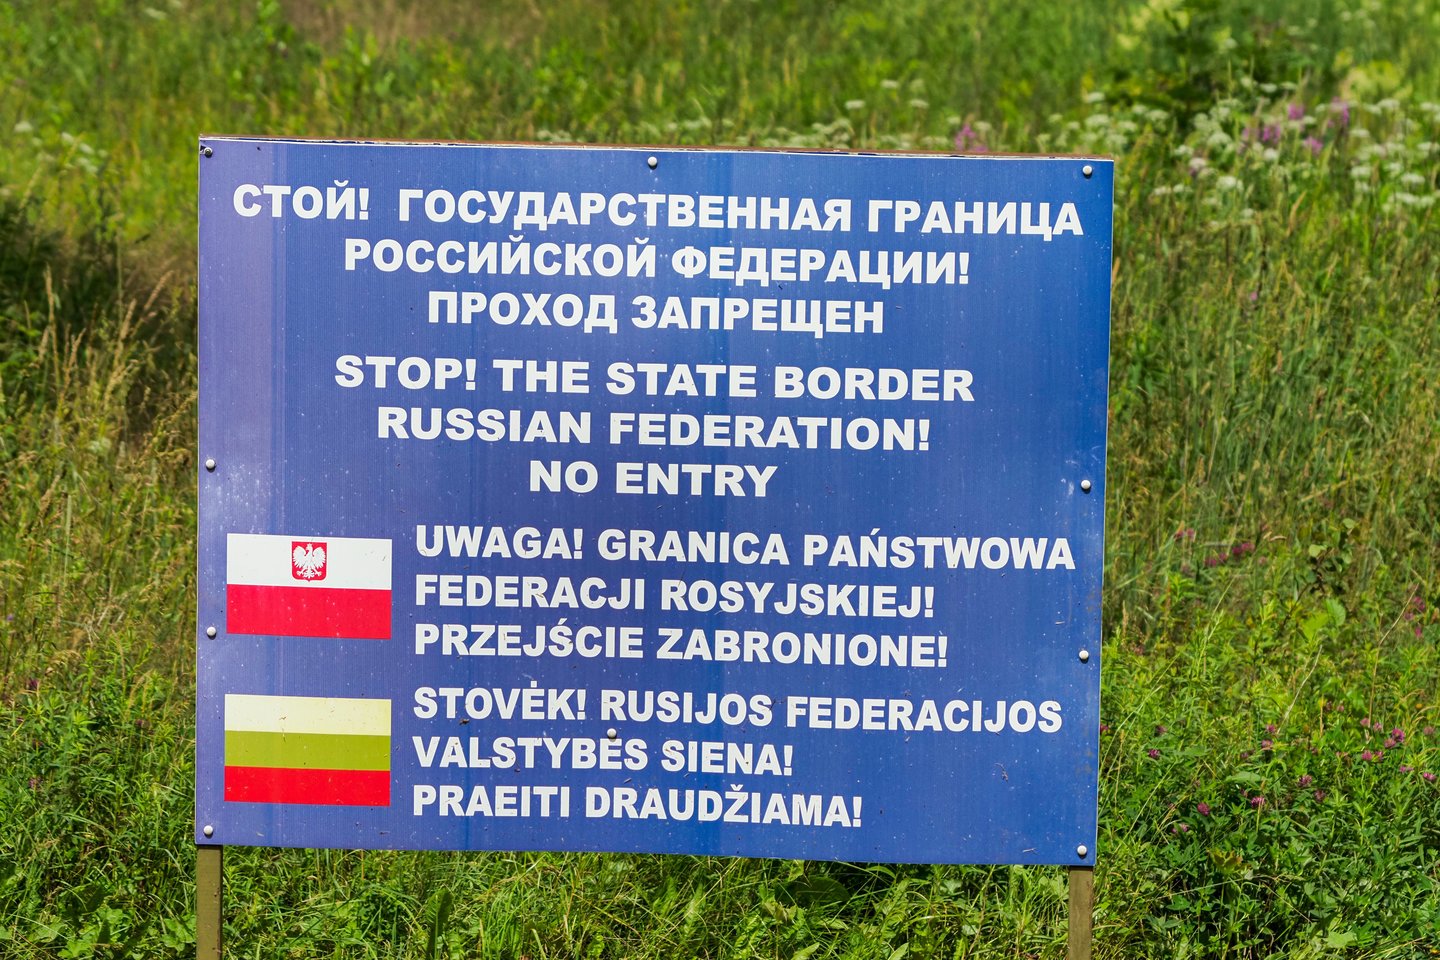 СТОЙ! ГОСУДАРСТВЕННАЯ ГРАНИЦА
РОССИЙСКОЙ ФЕДЕРАЦИИ!
ПРОХОД ЗАПРЕЩЕН
STOP! THE STATE BORDER
RUSSIAN FEDERATION!
NO ENTRY
UWAGA! GRANICA PAŃSTWOWA
FEDERACJI ROSYJSKIEJ!
PRZEJŚCIE ZABRONIONE!
STOVĖK! RUSIJOS FEDERACIJOS
VALSTYBĖS SIENA!
PRAEITI DRAUDŽIAMA!